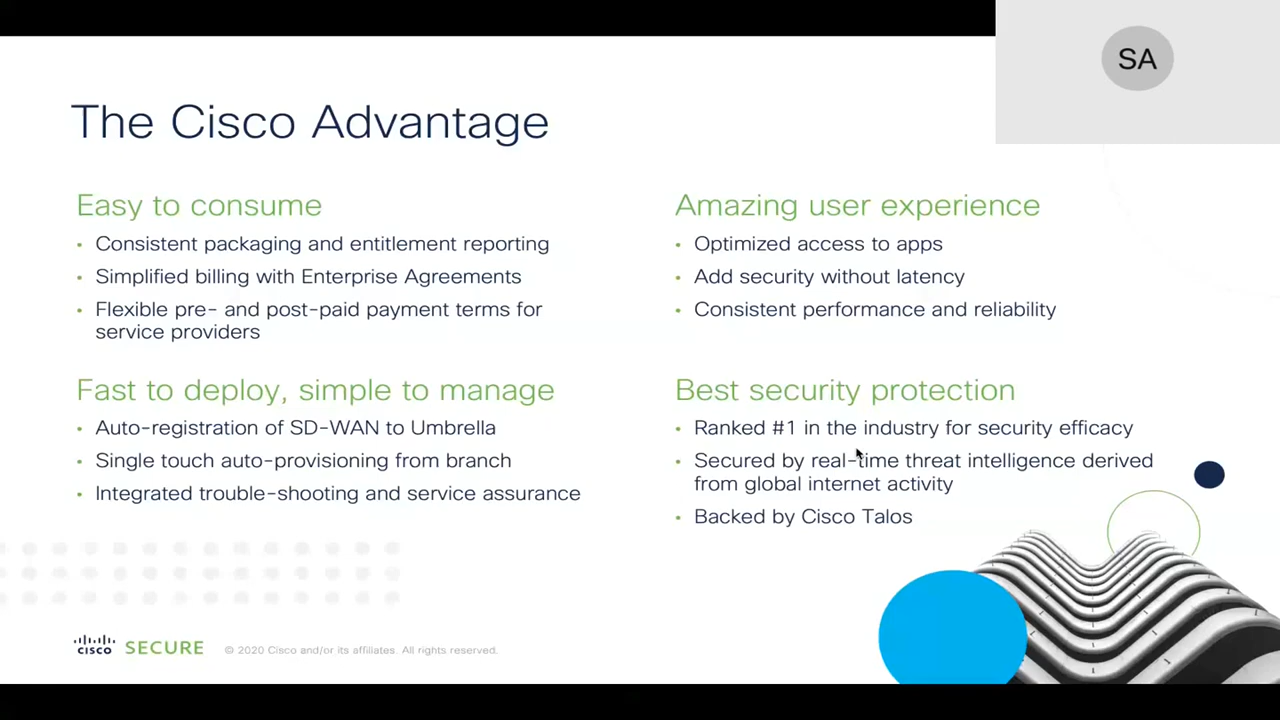 SA
The Cisco Advantage
Easy to consume
• Consistent packaging and entitlement reporting
• Simplified billing with Enterprise Agreements
• Flexible pre- and post-paid payment terms for
service providers
Amazing user experience
• Optimized access to apps
• Add security without latency
• Consistent performance and reliability
Fast to deploy, simple to manage
• Auto-registration of SD-WAN to Umbrella
• Single touch auto-provisioning from branch
• Integrated trouble-shooting and service assurance
Best security protection
• Ranked #1 in the industry for security efficacy
• Secured by real-time threat intelligence derived
from global internet activity
• Backed by Cisco Talos
CISCO SECURE © 2020 Cisco and/or its affiliates. All rights reserved.